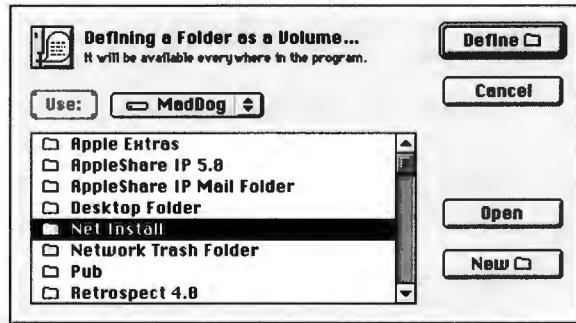 Defining a Folder as a Volume...
It will be available everywhere in the program.
Define
Cancel
Use: MadDog
Apple Extras
AppleShare IP 5.0
AppleShare IP Mail Folder
Desktop Folder
Net Install
Network Trash Folder
Pub
Retrospect 4.0
Open
New